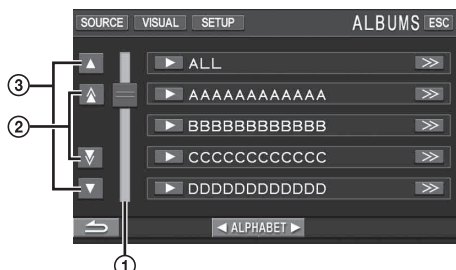 SOURCE VISUAL SETUP ALBUMS ESC
ALL
AAAAAAAAAAAA
BBBBBBBBBBBB
CCCCCCCCCCCC
DDDDDDDDDDDD
ALPHABET
③
②
①